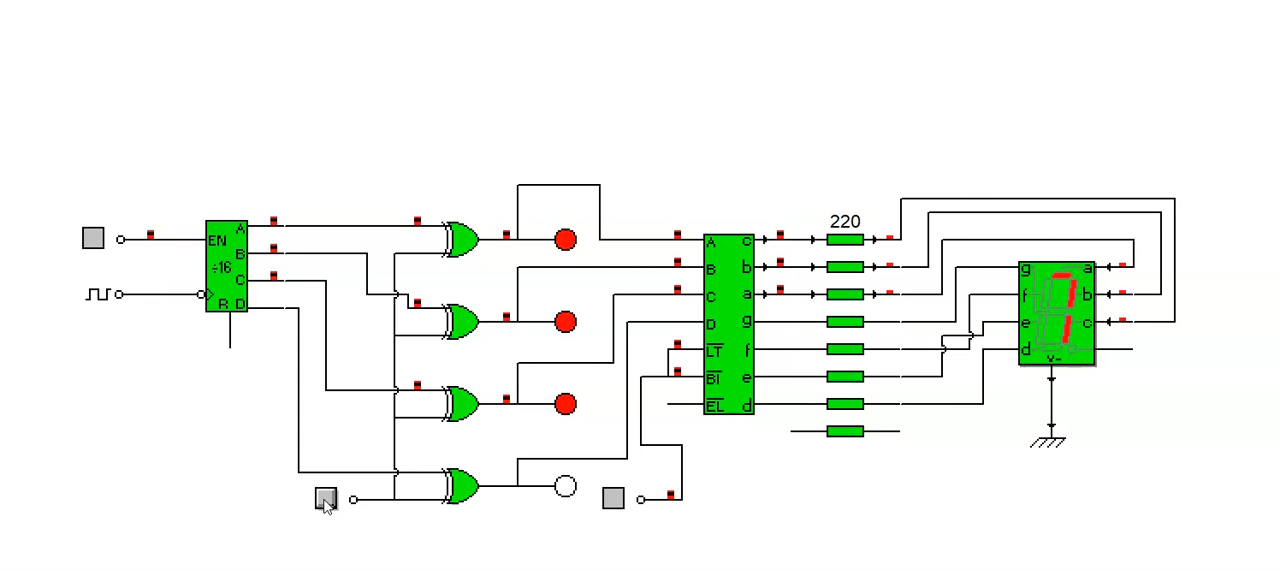 220
A
EN
B
÷16
C
R D
A c
B b
C a
D g
LT f
BI e
EL d
g a
f b
e c
d
V-